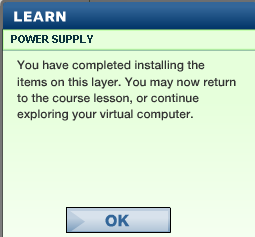 LEARN
POWER SUPPLY
You have completed installing the
items on this layer. You may now return
to the course lesson, or continue
exploring your virtual computer.
OK